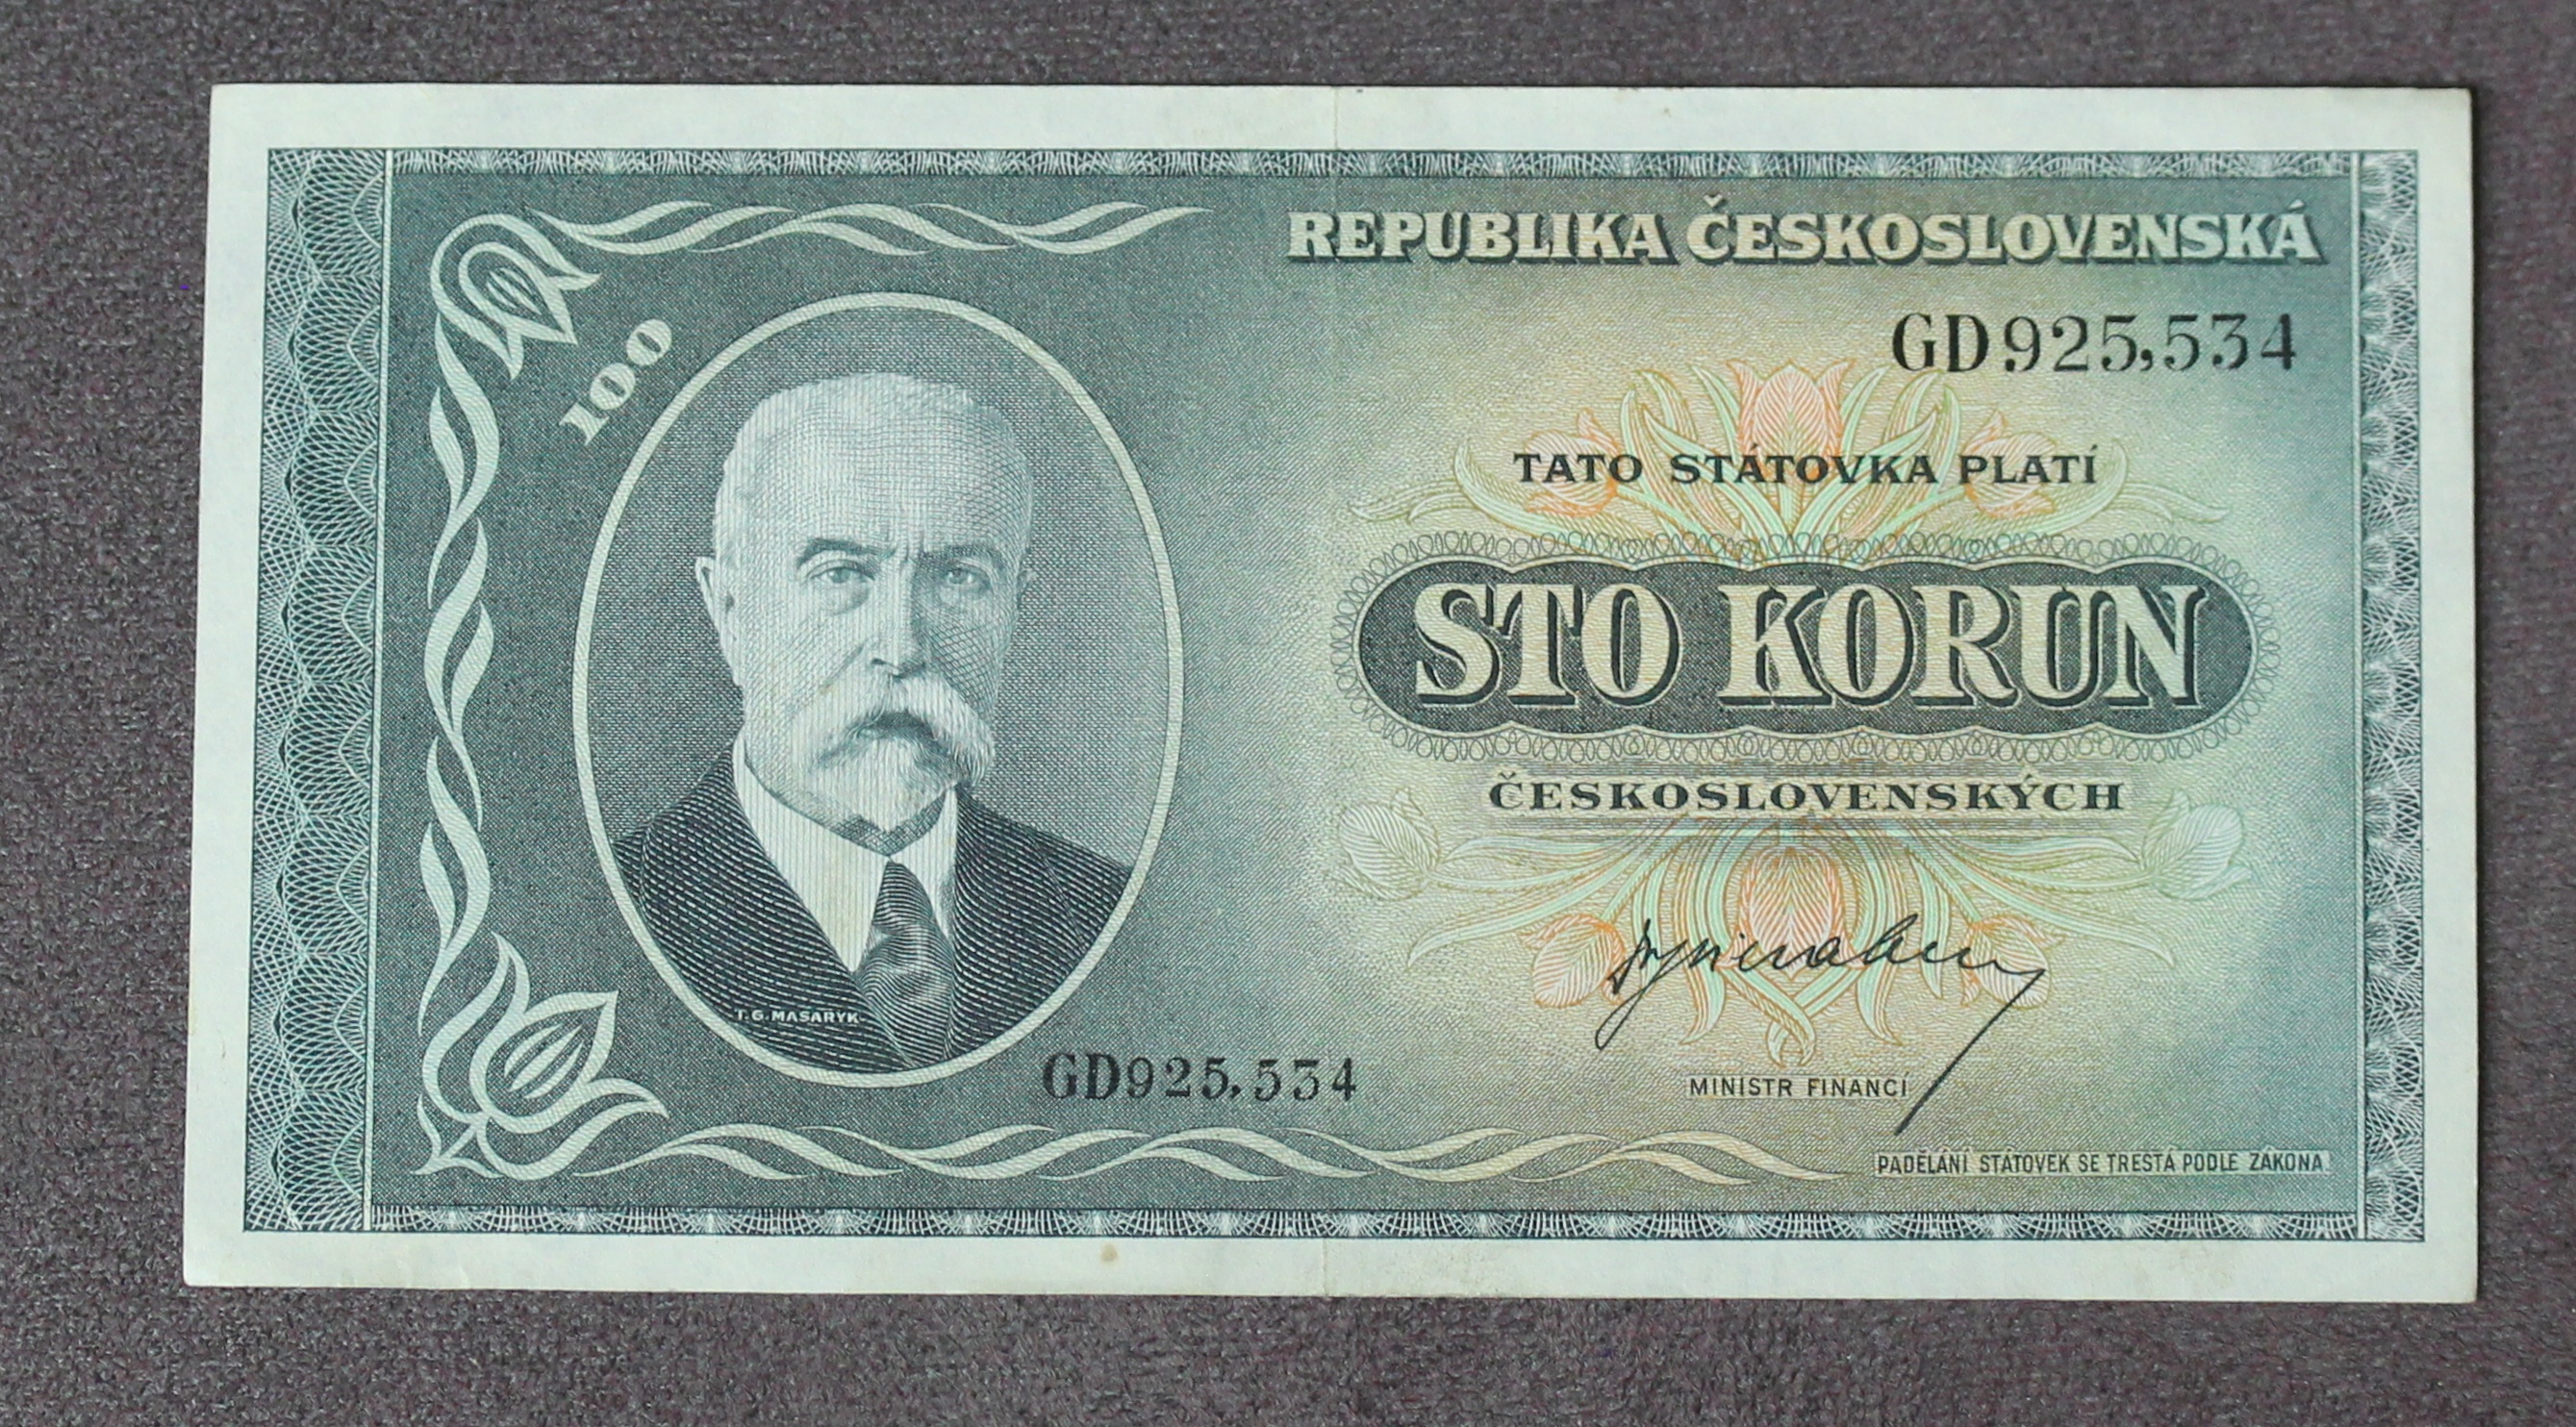 REPUBLIKA ČESKOSLOVENSKÁ
GD925,534
100
TATO STÁTOVKA PLATÍ
STO KORUN
ČESKOSLOVENSKÝCH
T.G.MASARYK
GD925,534
MINISTR FINANCÍ
PADĚLÁNÍ STÁTOVEK SE TRESTÁ PODLE ZÁKONA.